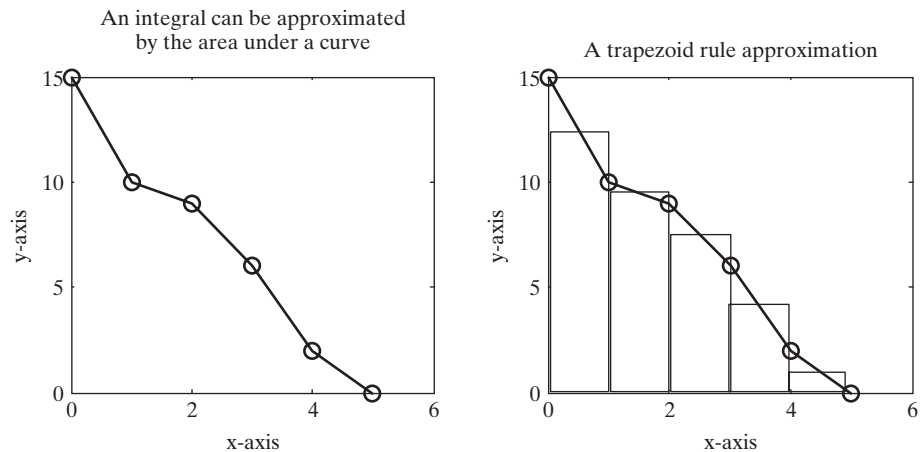 An integral can be approximated
by the area under a curve
15
10
5
0
0
2
4
6
y-axis
x-axis
A trapezoid rule approximation
15
10
5
0
0
2
4
6
y-axis
x-axis